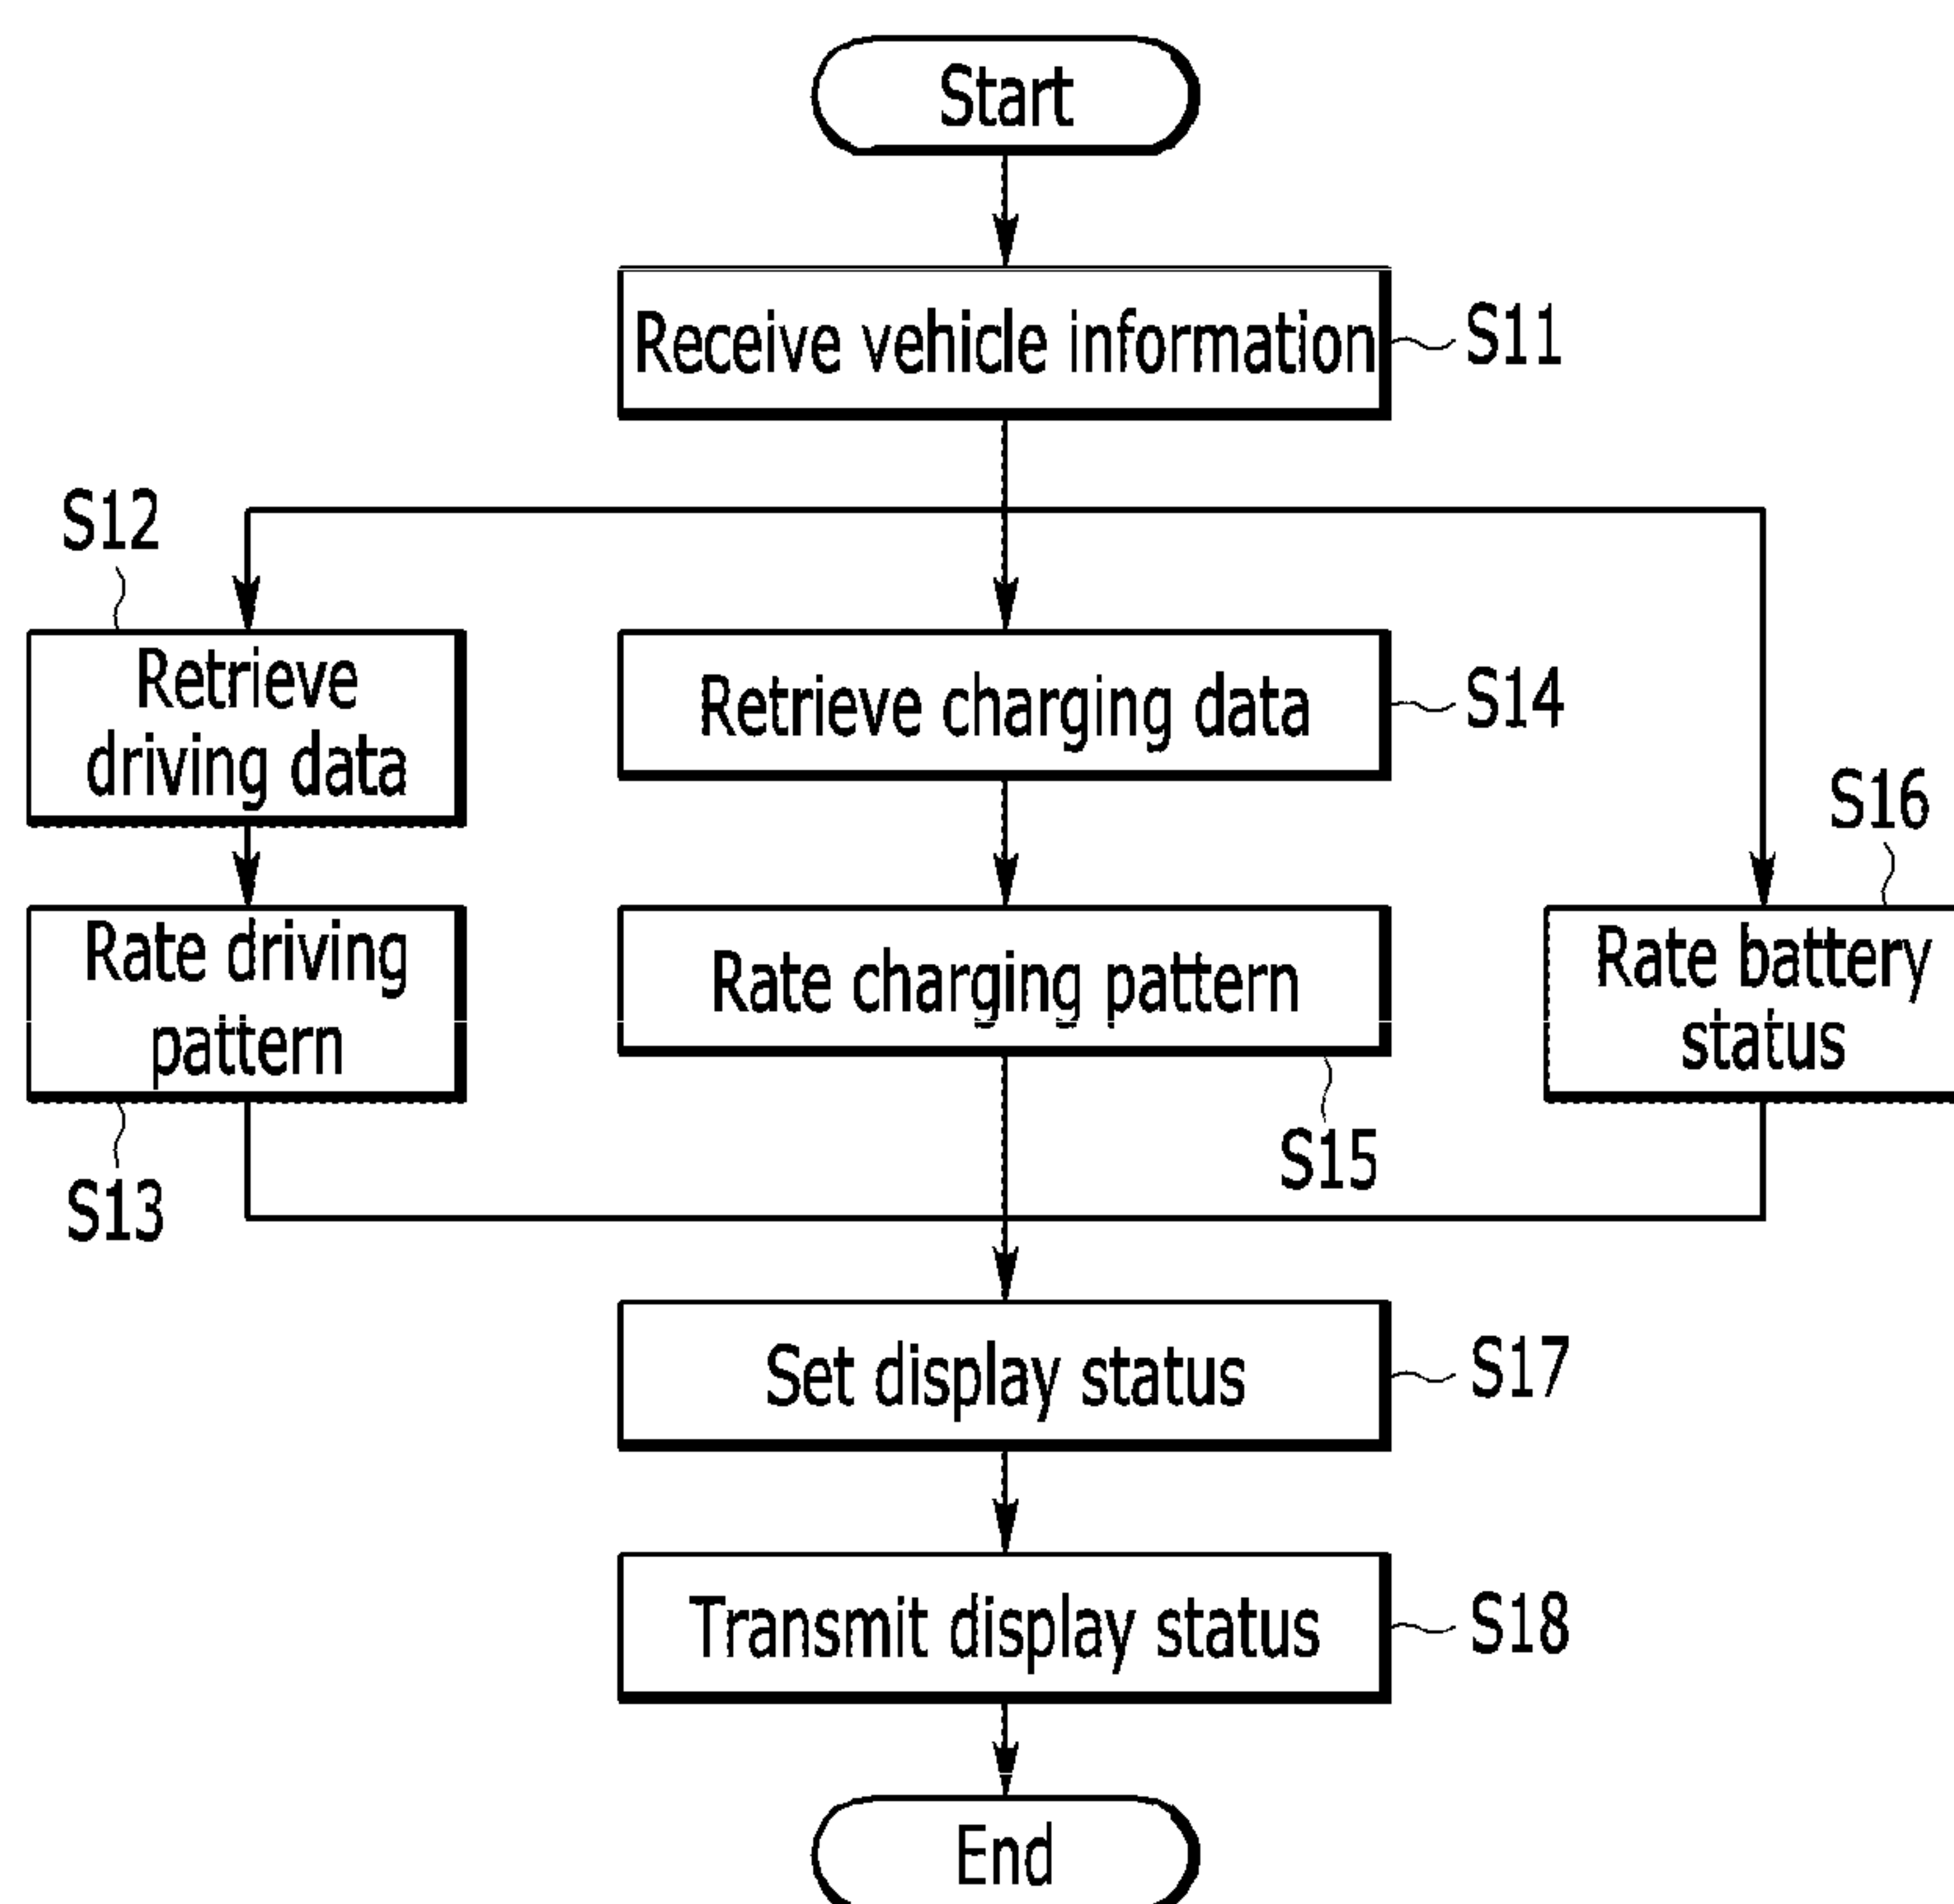 Start
Receive vehicle information
S11
S12
Retrieve
driving data
Retrieve charging data
S14
S16
Rate driving
pattern
Rate charging pattern
Rate battery
status
S13
S15
Set display status
S17
Transmit display status
S18
End